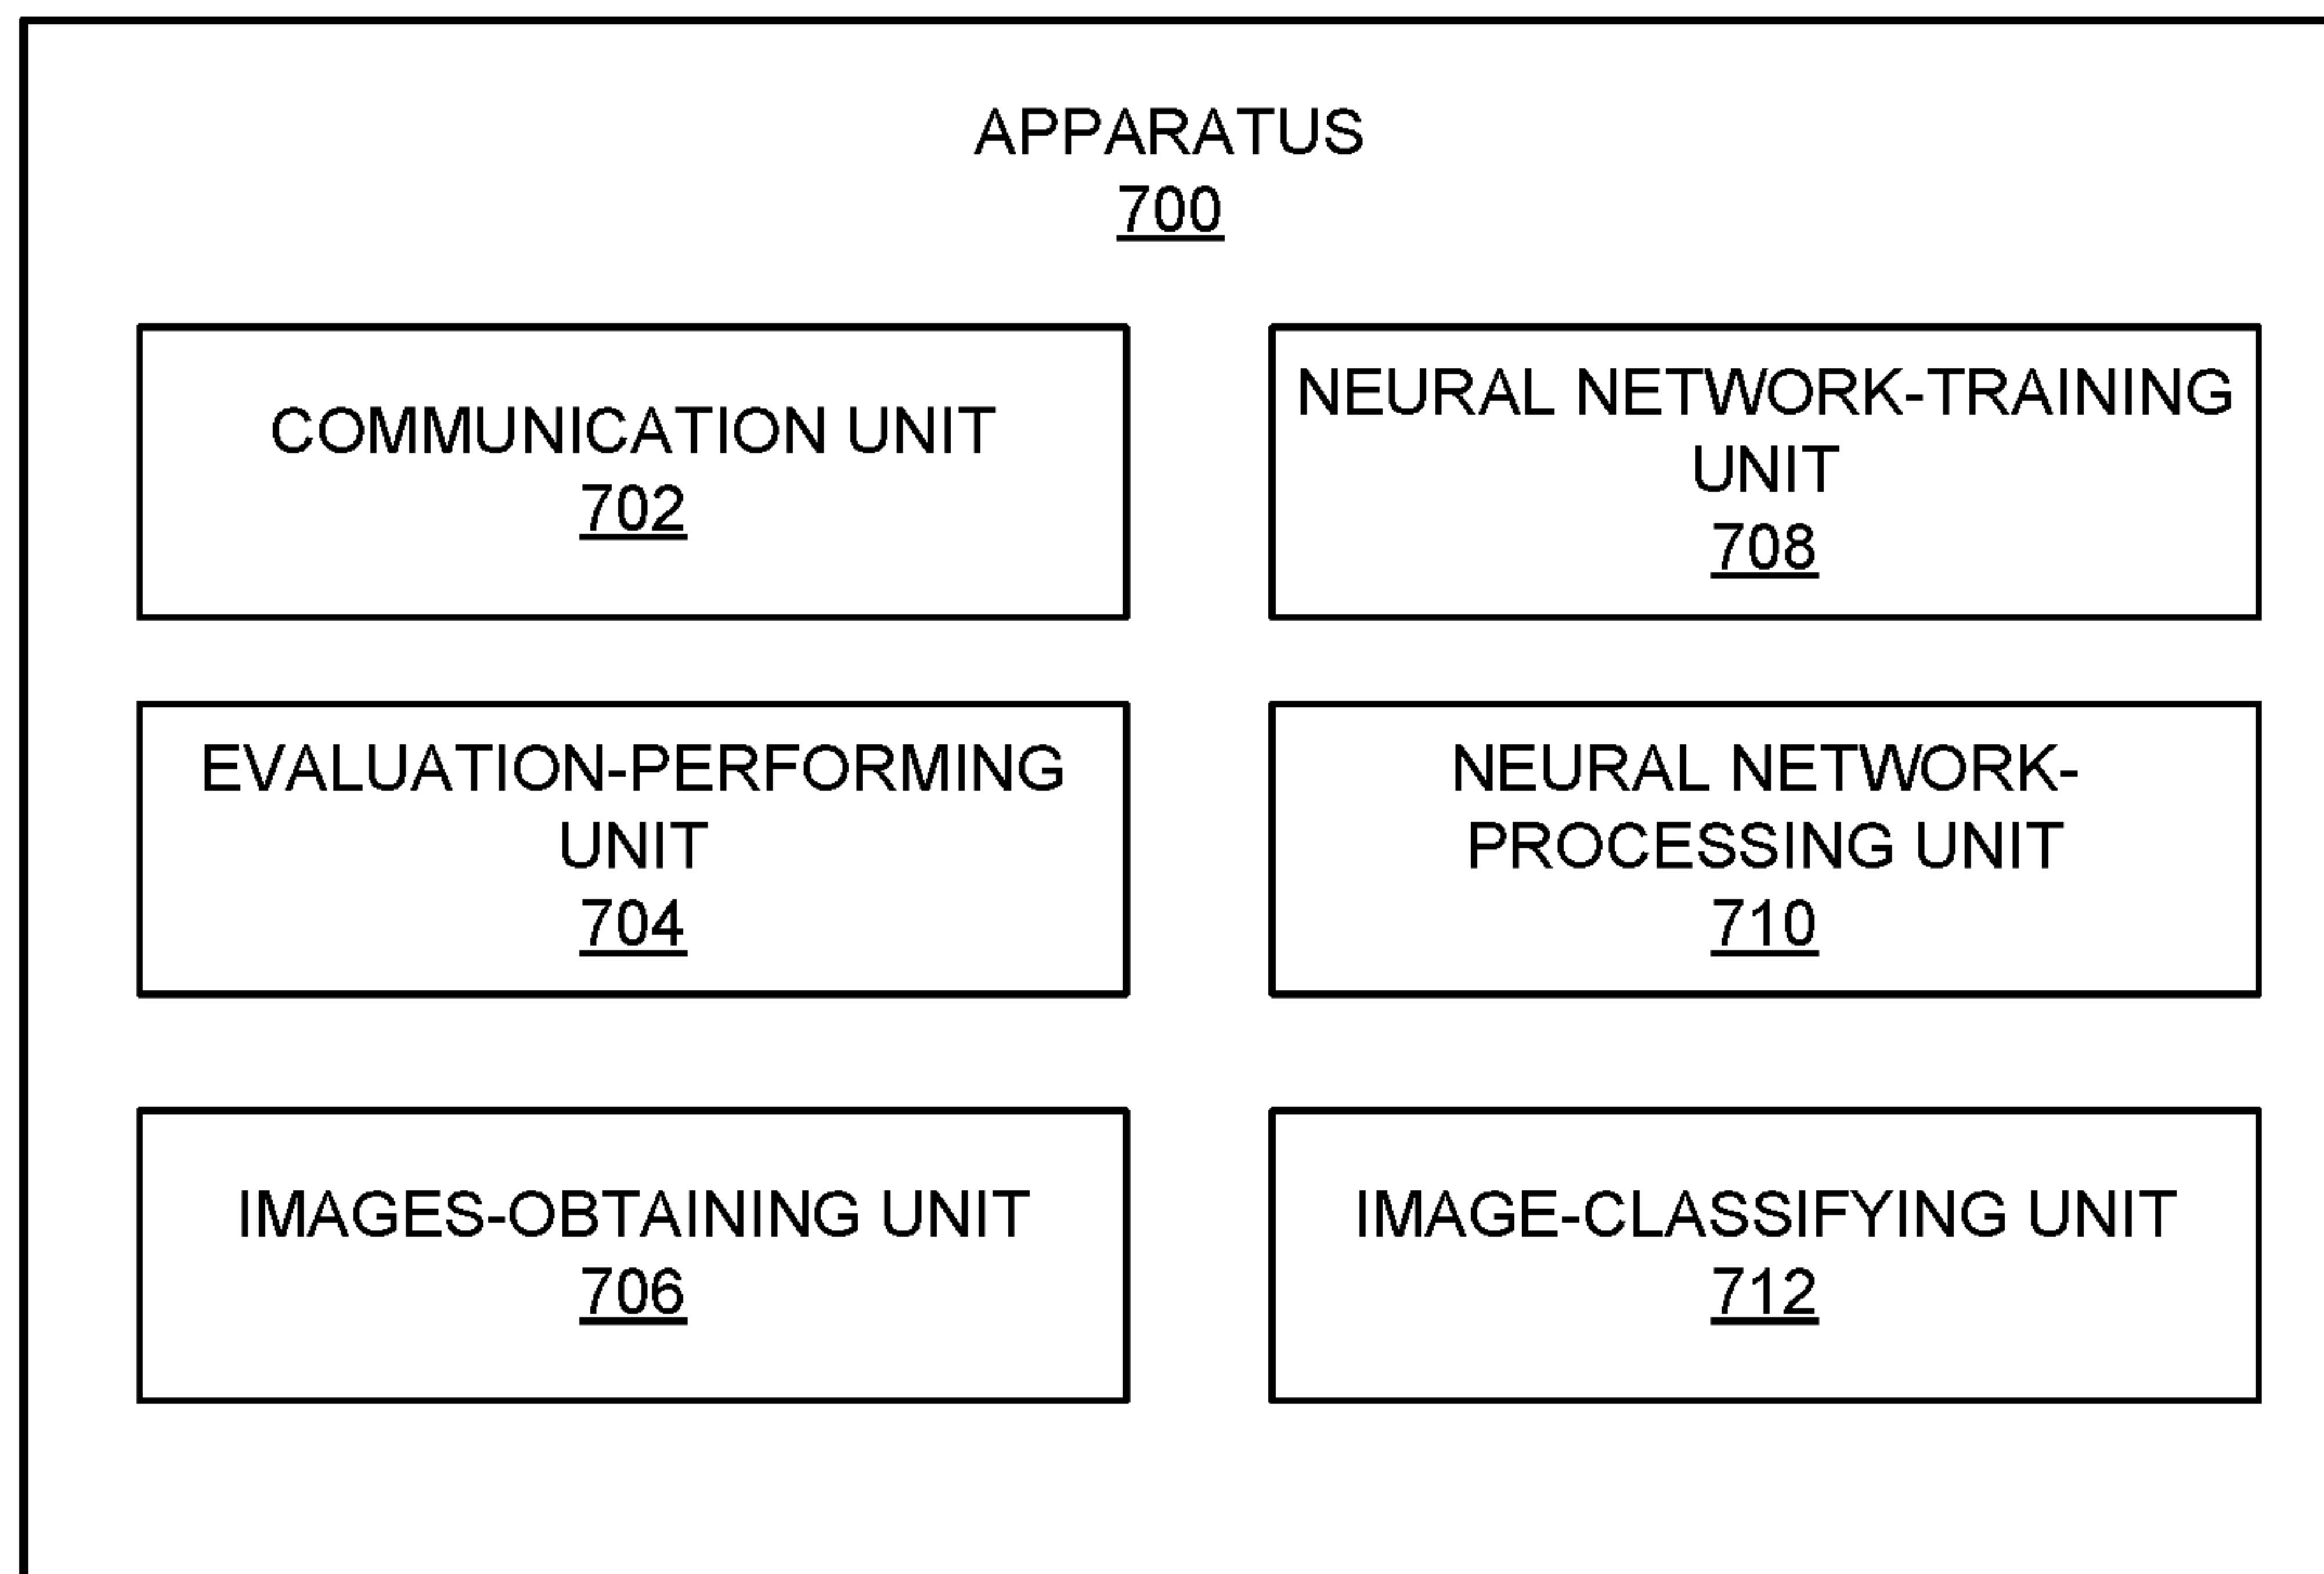 APPARATUS
700
COMMUNICATION UNIT
702
NEURAL NETWORK-TRAINING
UNIT
708
EVALUATION-PERFORMING
UNIT
704
NEURAL NETWORK-
PROCESSING UNIT
710
IMAGES-OBTAINING UNIT
706
IMAGE-CLASSIFYING UNIT
712